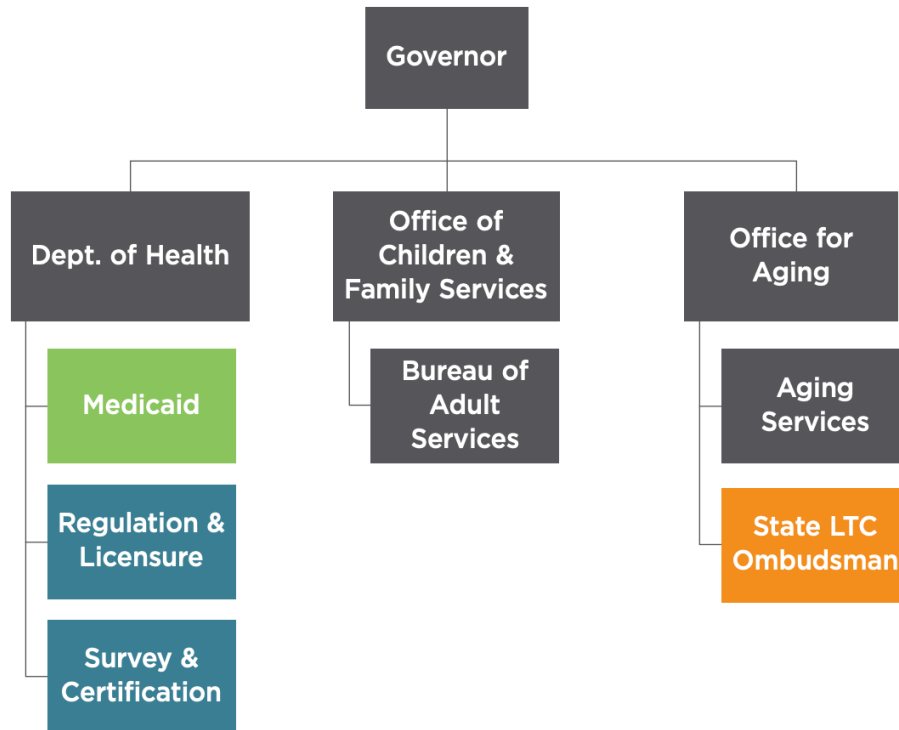 Governor
Dept. of Health
Office of
Children &
Family Services
Office for
Aging
Medicaid
Bureau of
Adult
Services
Aging
Services
Regulation &
Licensure
State LTC
Ombudsman
Survey &
Certification